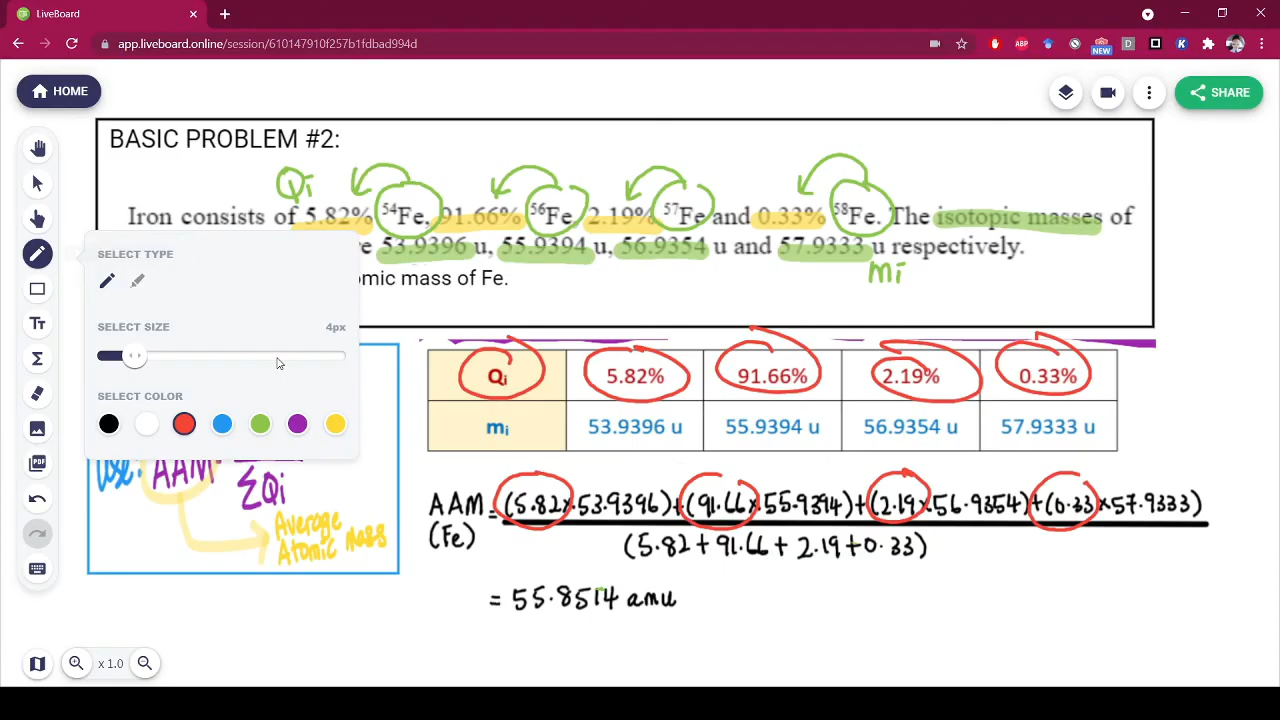 LiveBoard
app.liveboard.online/session/610147910f257b1fdbad994d
ABP
NEW
D
K
HOME
SHARE
BASIC PROBLEM #2:
Qi
Iron consists of 5.82% ⁵⁴Fe, 91.66% ⁵⁶Fe, 2.19% ⁵⁷Fe and 0.33% ⁵⁸Fe. The isotopic masses of
e 53.9396 u, 55.9394 u, 56.9354 u and 57.9333 u respectively.
mi
omic mass of Fe.
SELECT TYPE
SELECT SIZE 4px
SELECT COLOR
Tт
Σ
PDF
Qᵢ 5.82% 91.66% 2.19% 0.33%
mᵢ 53.9396 u 55.9394 u 56.9354 u 57.9333 u
Use: AAM
ΣQi
Average
Atomic Mass
AAM = (5.82×53.9396)+(91.66×55.9394)+(2.19×56.9354)+(0.33×57.9333)
(Fe) (5.82+91.66+2.19+0.33)
= 55.8514 amu
x 1.0